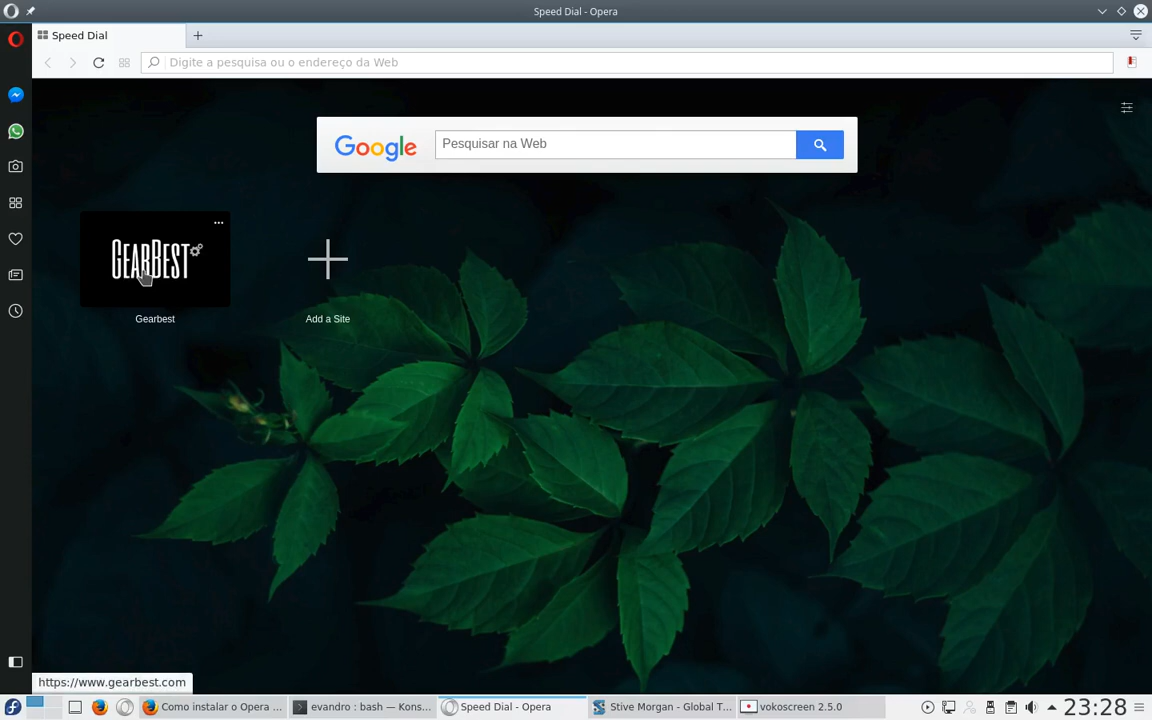 Speed Dial - Opera
Speed Dial
Digite a pesquisa ou o endereço da Web
Google
Pesquisar na Web
GEARBEST
Gearbest
Add a Site
https://www.gearbest.com
Como instalar o Opera ...
evandro : bash — Kons...
Speed Dial - Opera
Stive Morgan - Global T...
vokoscreen 2.5.0
23:28